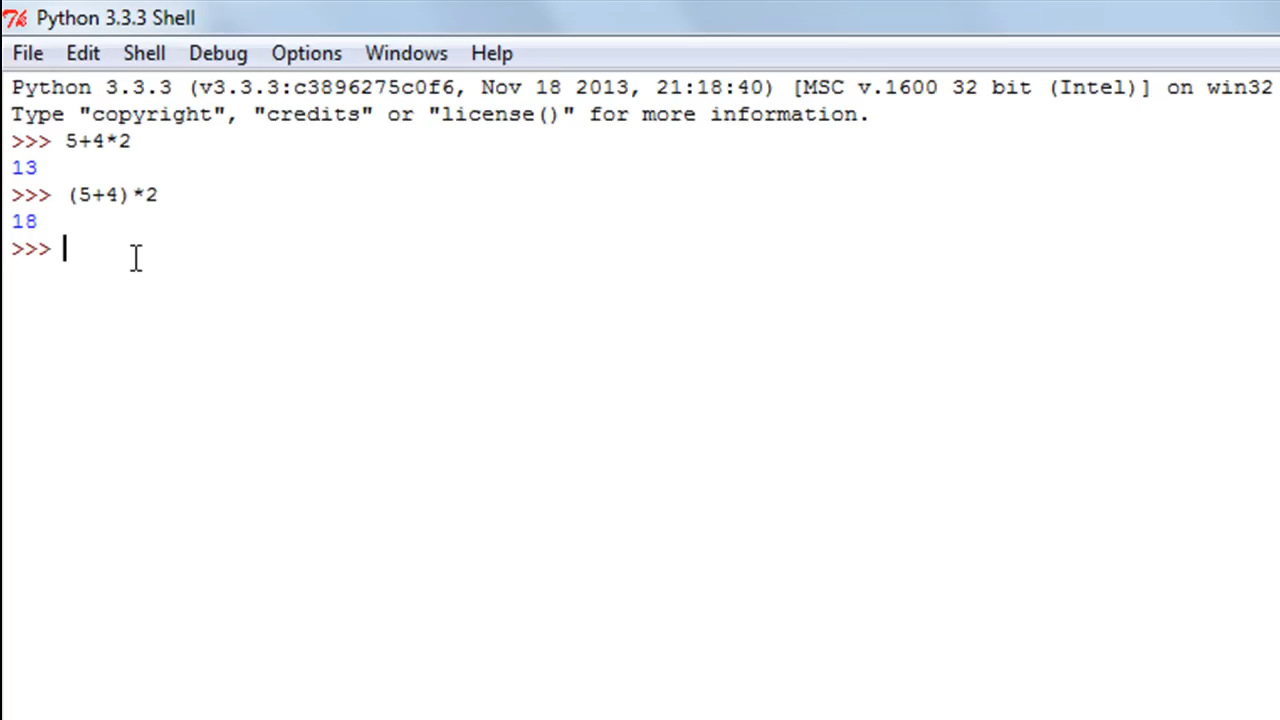 Python 3.3.3 Shell
File Edit Shell Debug Options Windows Help
Python 3.3.3 (v3.3.3:c3896275c0f6, Nov 18 2013, 21:18:40) [MSC v.1600 32 bit (Intel)] on win32
Type "copyright", "credits" or "license()" for more information.
>>> 5+4*2
13
>>> (5+4)*2
18
>>>